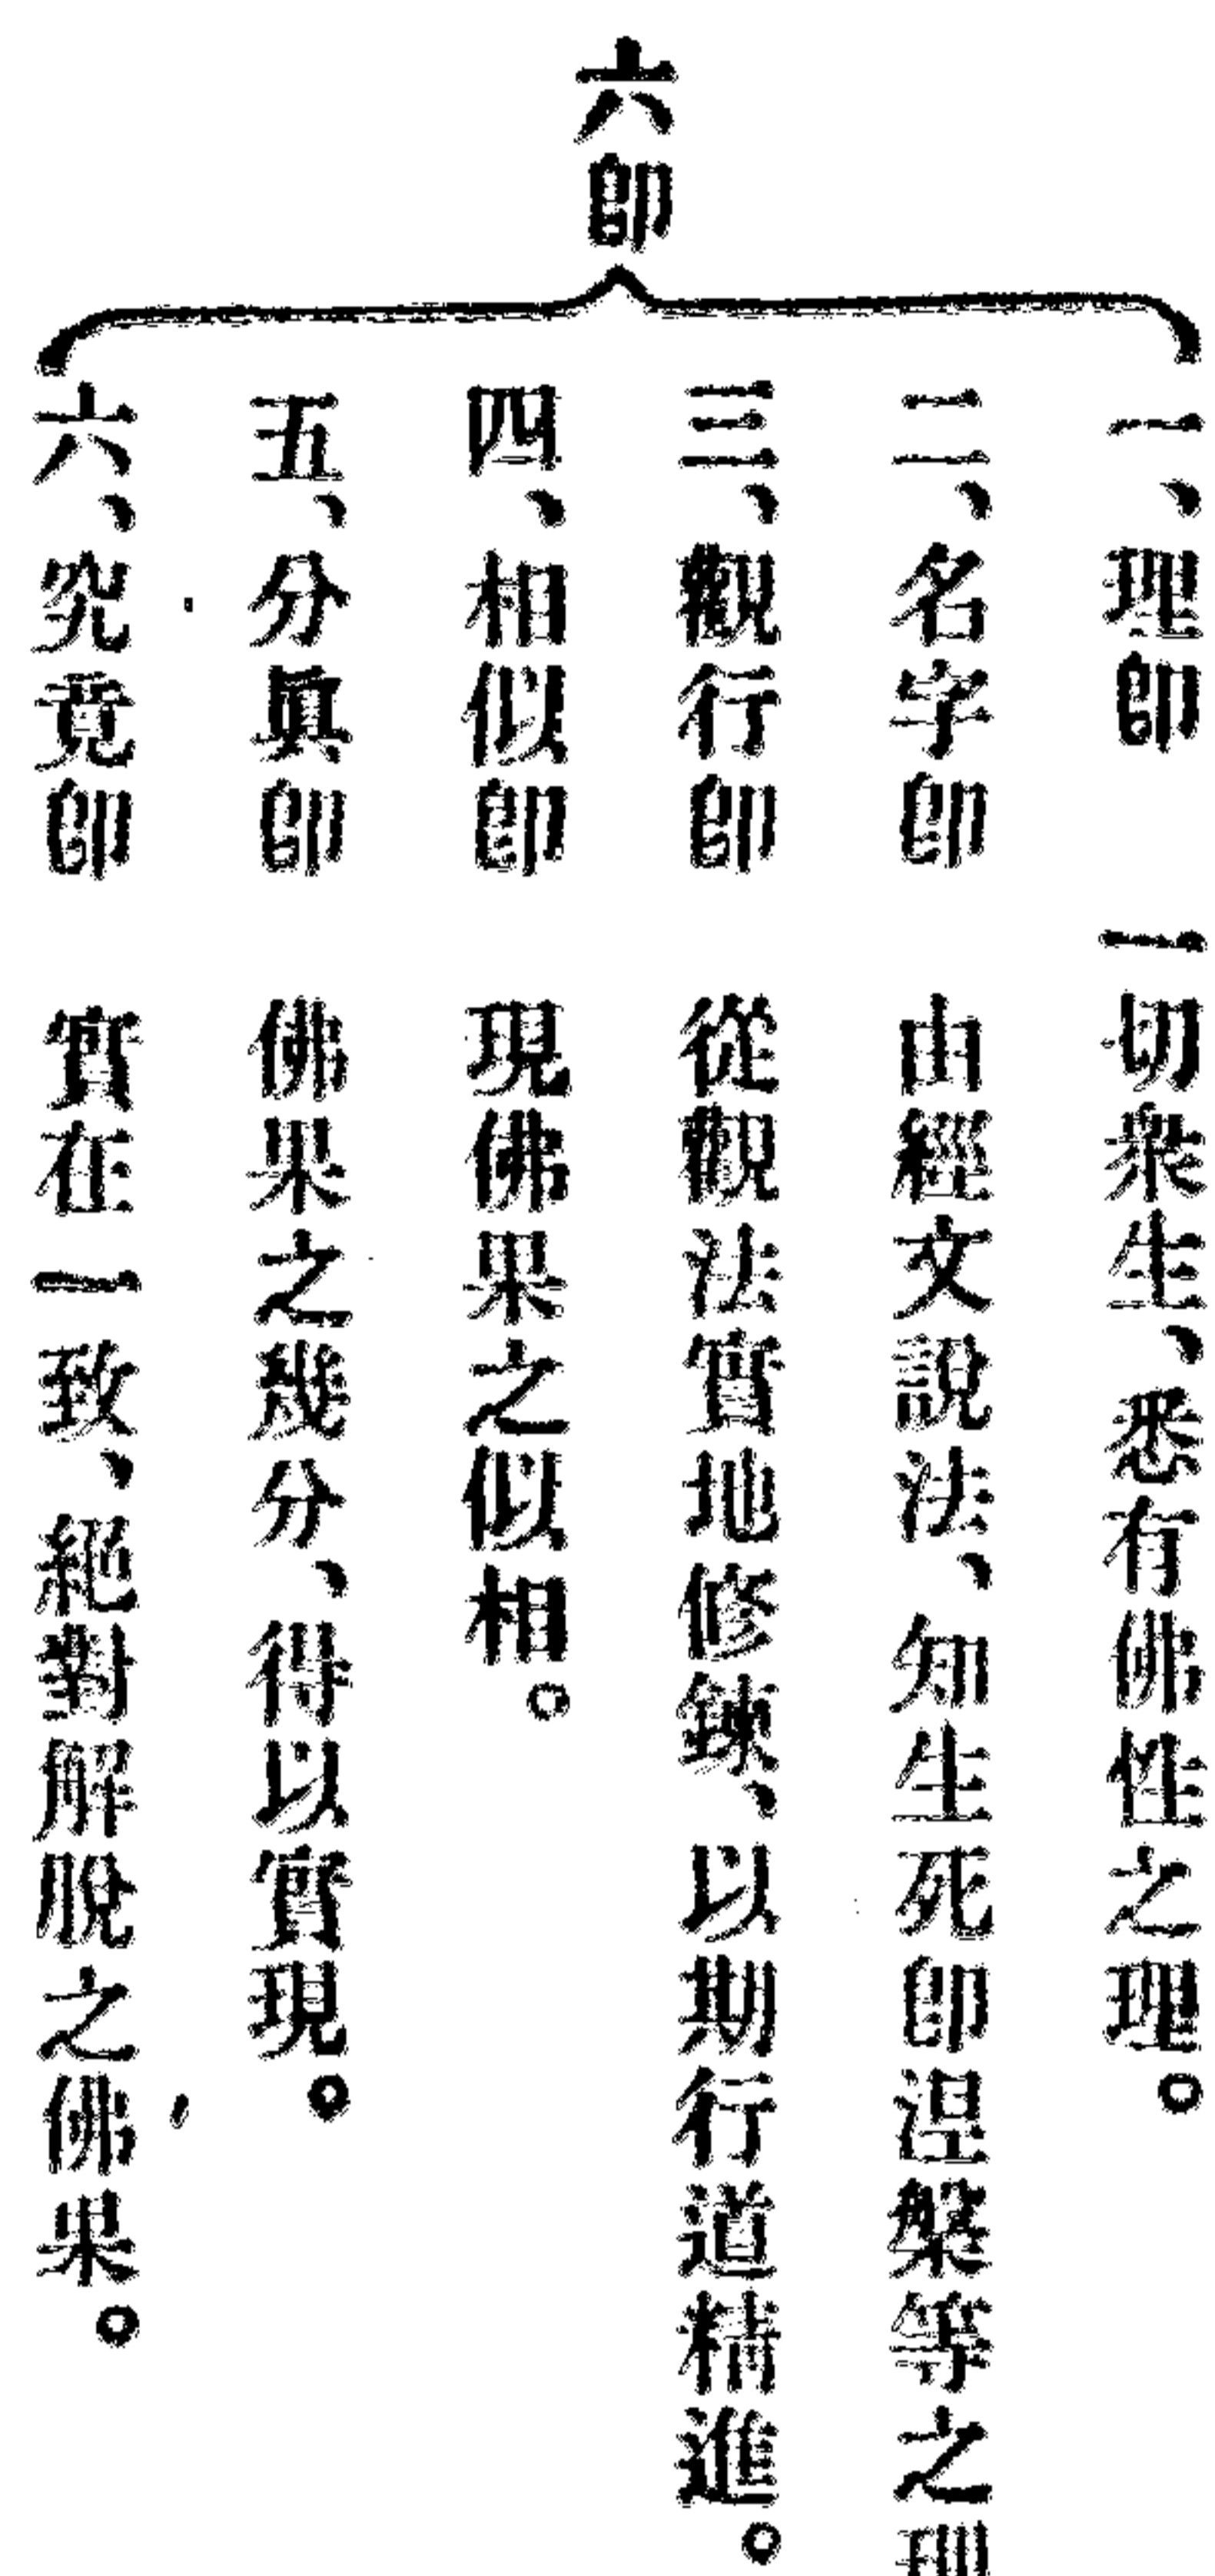 六卽
一、理卽 一切衆生、悉有佛性之理。
二、名字卽 由經文說法、知生死卽涅槃等之理
三、觀行卽 從觀法實地修鍊、以期行道精進。
四、相似卽 現佛果之似相。
五、分眞卽 佛果之幾分、得以實現。
六、究竟卽 實在一致、絕對解脫之佛果。